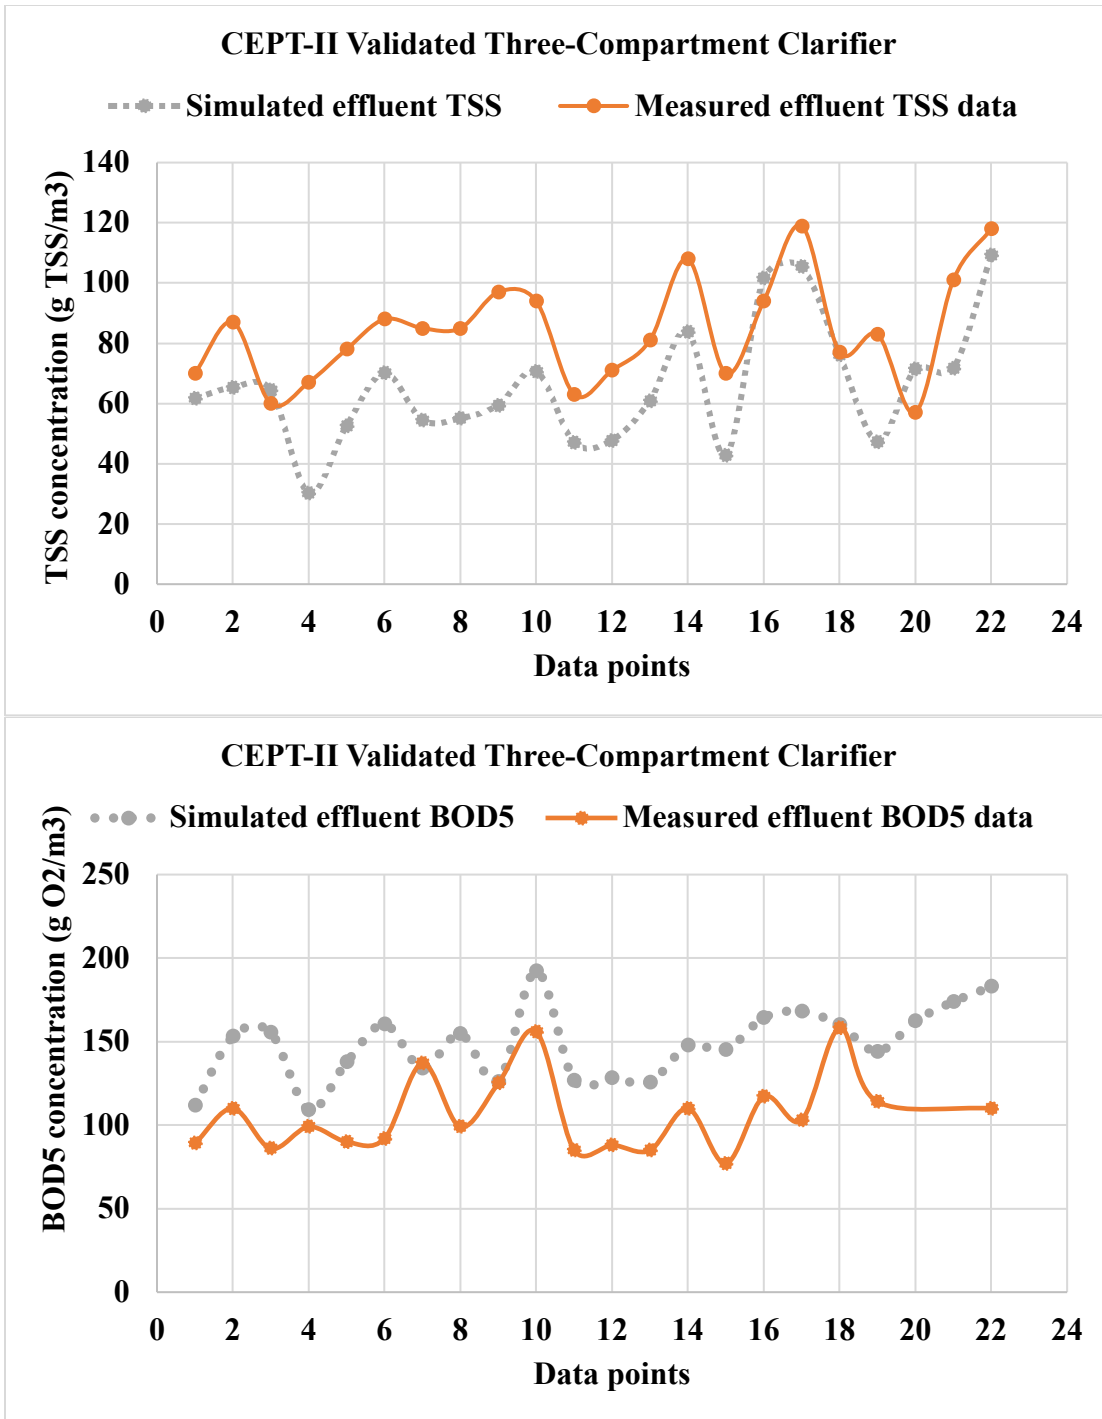 CEPT-II Validated Three-Compartment Clarifier
Simulated effluent TSS
Measured effluent TSS data
TSS concentration (g TSS/m3)
140
120
100
80
60
40
20
0
0 2 4 6 8 10 12 14 16 18 20 22 24
Data points
CEPT-II Validated Three-Compartment Clarifier
Simulated effluent BOD5
Measured effluent BOD5 data
BOD5 concentration (g O2/m3)
250
200
150
100
50
0
0 2 4 6 8 10 12 14 16 18 20 22 24
Data points